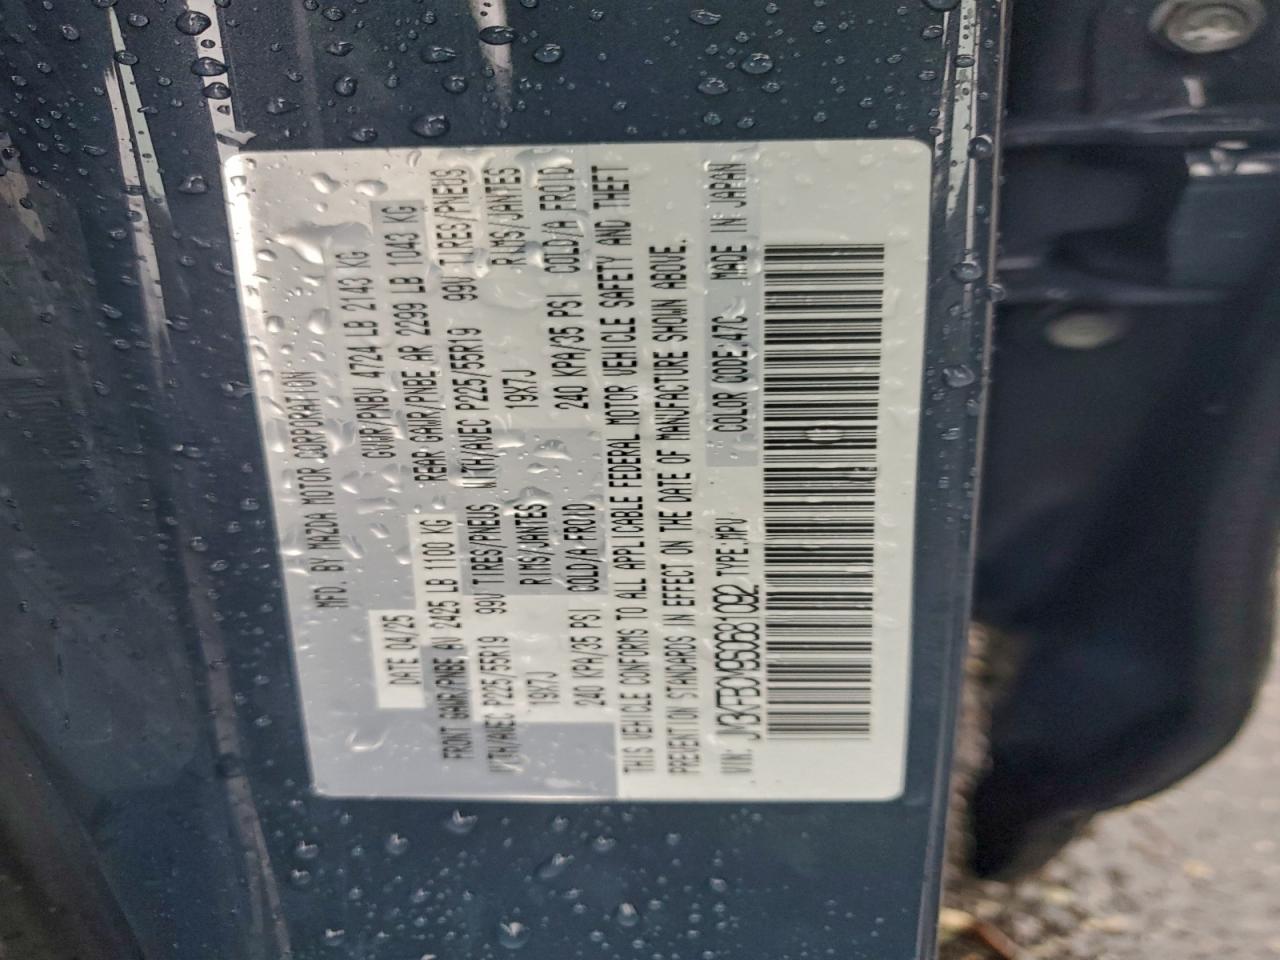 MFD. BY MAZDA MOTOR CORPORATION
DATE 04/25 GVWR/PNBV 4724 LB 2143 KG
FRONT GAWR/PNBE AV 2425 LB 1100 KG REAR GAWR/PNBE AR 2299 LB 1043 KG
WITH/AVEC P225/55R19 99V TIRES/PNEUS WITH/AVEC P225/55R19 99V TIRES/PNEUS
19X7J RIMS/JANTES 19X7J RIMS/JANTES
240 KPA/35 PSI COLD/A FROID 240 KPA/35 PSI COLD/A FROID
THIS VEHICLE CONFORMS TO ALL APPLICABLE FEDERAL MOTOR VEHICLE SAFETY AND THEFT
PREVENTION STANDARDS IN EFFECT ON THE DATE OF MANUFACTURE SHOWN ABOVE.
VIN: TYPE:MPV COLOR CODE:47C MADE IN JAPAN